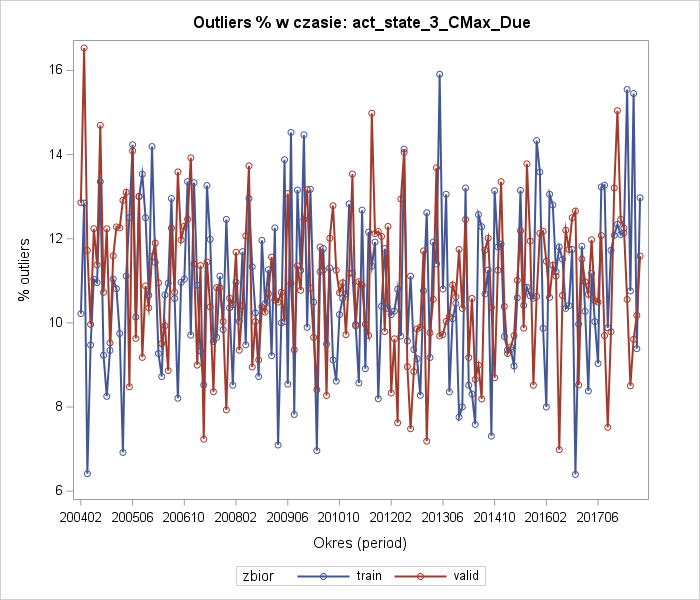 Outliers % w czasie: act_state_3_CMax_Due
% outliers
16
14
12
10
8
6
200402 200506 200610 200802 200906 201010 201202 201306 201410 201602 201706
Okres (period)
zbior train valid